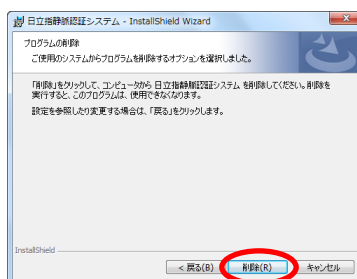 日立指静脈認証システム - InstallShield Wizard
プログラムの削除
ご使用のシステムからプログラムを削除するオプションを選択しました。
「削除」をクリックして、コンピュータから 日立指静脈認証システム を削除してください。削除を
実行すると、このプログラムは、使用できなくなります。
設定を参照したり変更する場合は、「戻る」をクリックします。
InstallShield
< 戻る(B) 削除(R) キャンセル